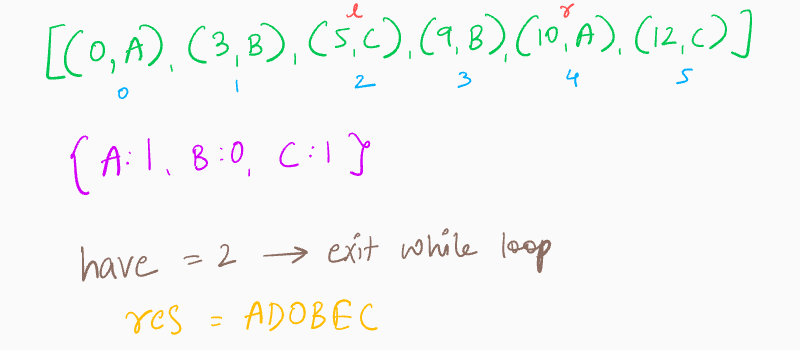 l r
[(0,A), (3,B), (5,C), (9,B), (10,A), (12,C)]
0 1 2 3 4 5
{A:1, B:0, C:1}
have = 2 → exit while loop
res = ADOBEC